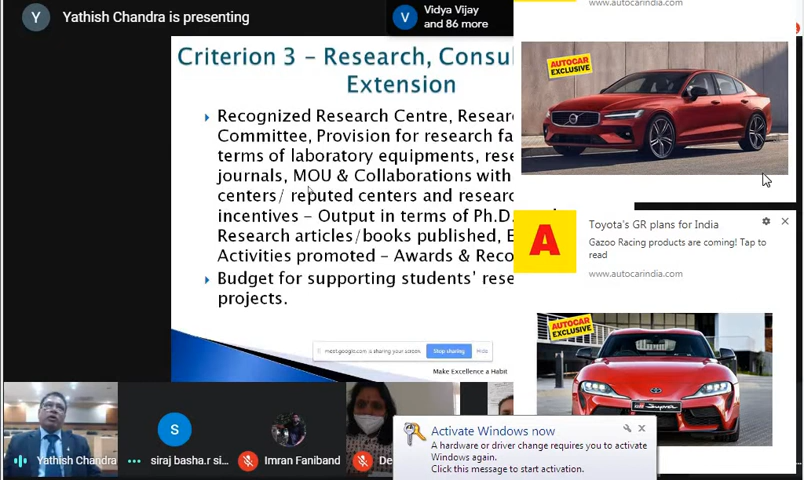 Y
Yathish Chandra is presenting
V
Vidya Vijay
and 86 more
www.autocarindia.com
Criterion 3 – Research, Consul
Extension
Recognized Research Centre, Resear
Committee, Provision for research fa
terms of laboratory equipments, rese
journals, MOU & Collaborations with
centers/ reputed centers and researc
incentives – Output in terms of Ph.D.
Research articles/books published, E
Activities promoted – Awards & Reco
Budget for supporting students' rese
projects.
meet.google.com is sharing your screen.
Stop sharing
Hide
Make Excellence a Habit
AUTOCAR
EXCLUSIVE
A
Toyota's GR plans for India
Gazoo Racing products are coming! Tap to
read
www.autocarindia.com
AUTOCAR
EXCLUSIVE
GR Supra
Yathish Chandra
S
siraj basha.r si...
Imran Faniband
De
Activate Windows now
A hardware or driver change requires you to activate
Windows again.
Click this message to start activation.